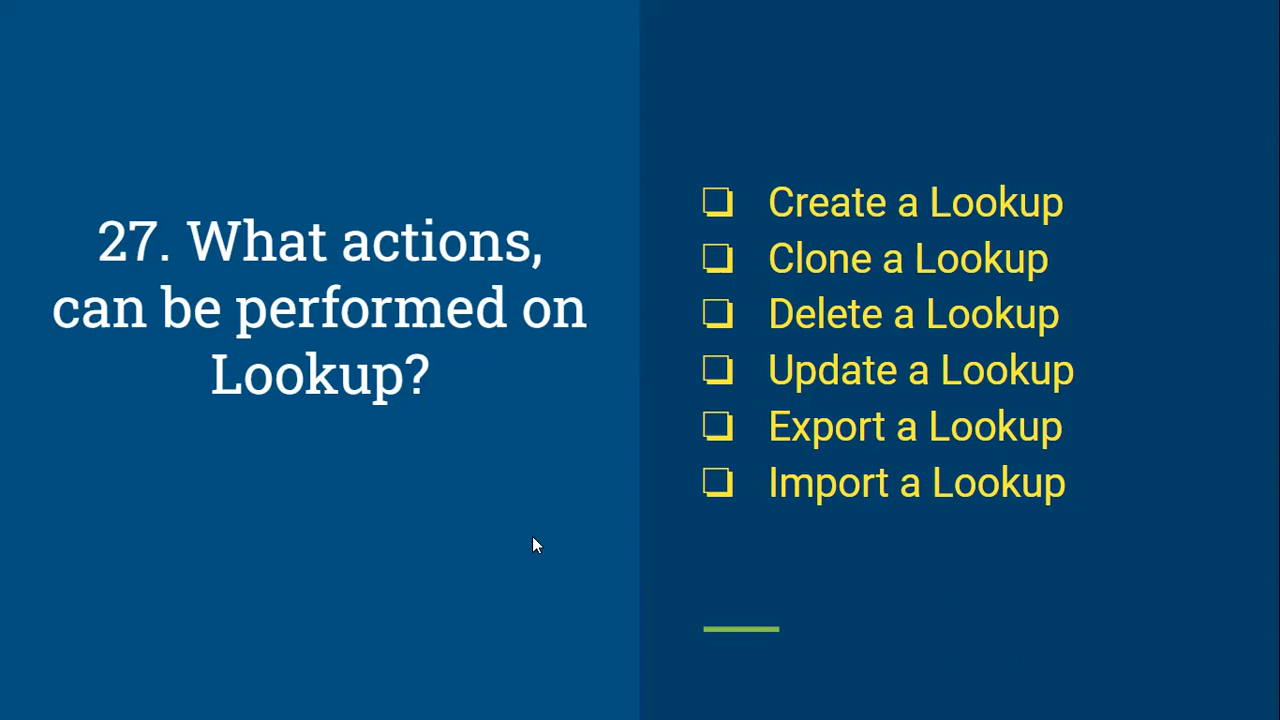 27. What actions,
can be performed on
Lookup?
❏ Create a Lookup
❏ Clone a Lookup
❏ Delete a Lookup
❏ Update a Lookup
❏ Export a Lookup
❏ Import a Lookup